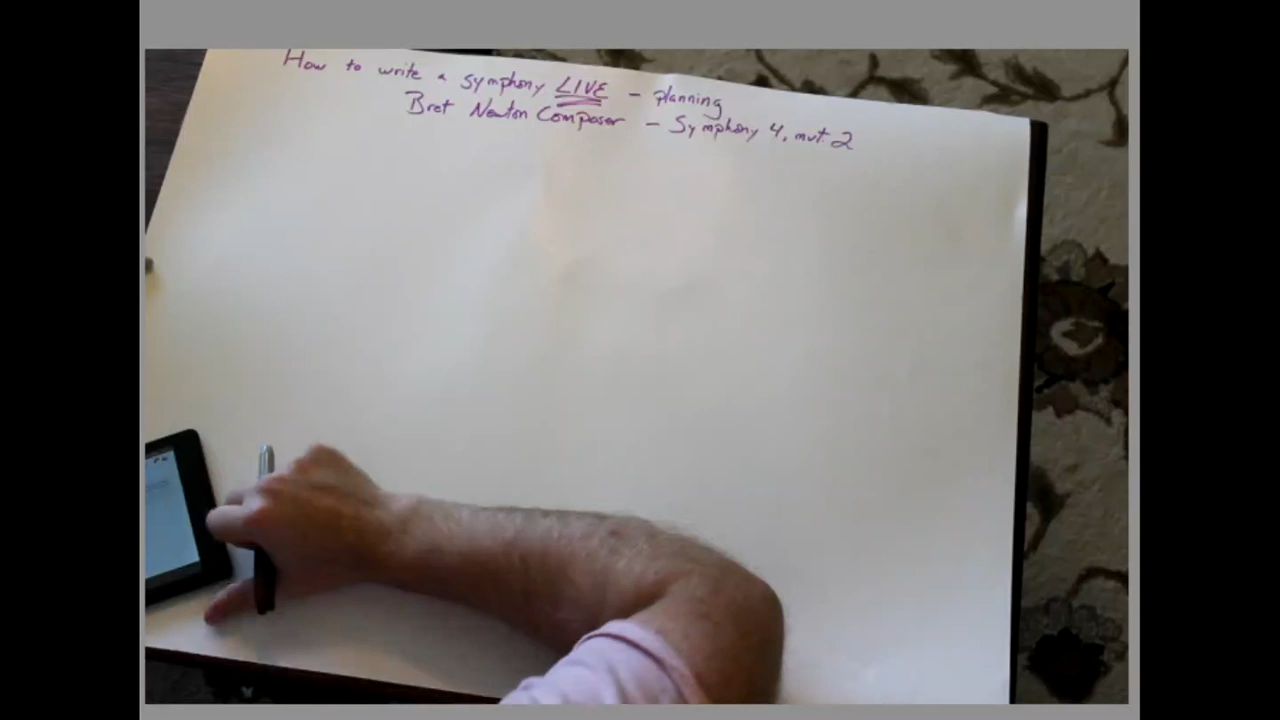 How to write a symphony LIVE - planning
Bret Newton Composer - Symphony 4, mvt. 2